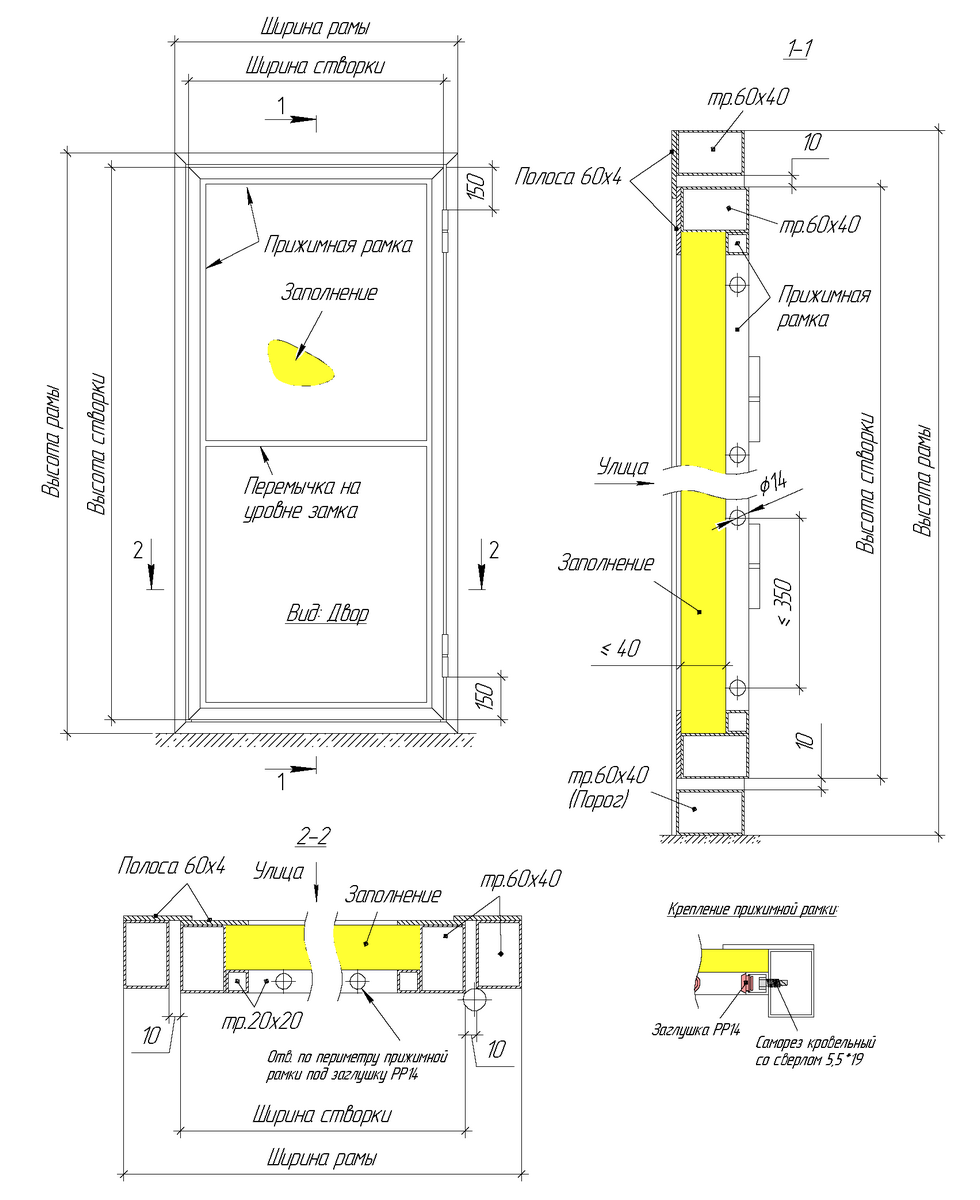 Ширина рамы
Ширина створки
1
150
Прижимная рамка
Заполнение
Высота рамы
Высота створки
Перемычка на
уровне замка
2
2
Вид: Двор
150
1
1-1
тр.60х40
10
Полоса 60х4
тр.60х40
Прижимная
рамка
Улица
ϕ14
Высота створки
Высота рамы
Заполнение
≤ 350
≤ 40
10
тр.60х40
(Порог)
2-2
Полоса 60х4
Улица
Заполнение
тр.60х40
10
тр.20х20
10
Отв. по периметру прижимной
рамки под заглушку РР14
Ширина створки
Ширина рамы
Крепление прижимной рамки:
Заглушка РР14
Саморез кровельный
со сверлом 5,5*19